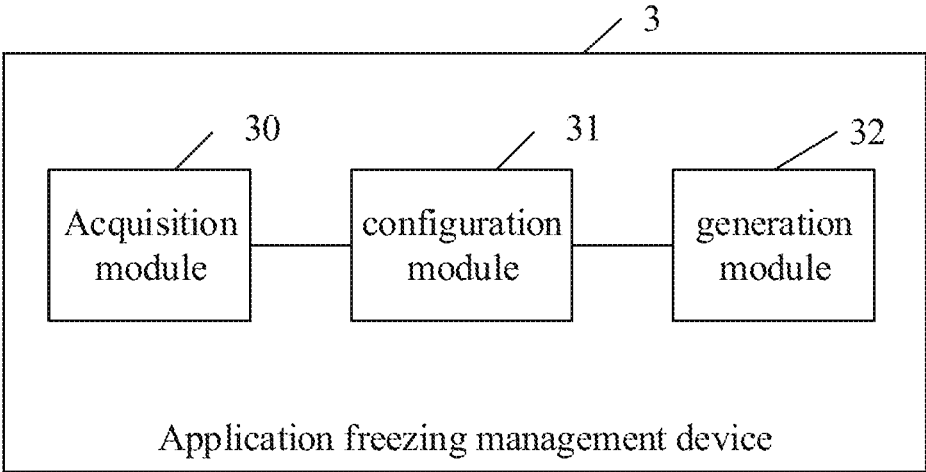 3
30
31
32
Acquisition
module
configuration
module
generation
module
Application freezing management device